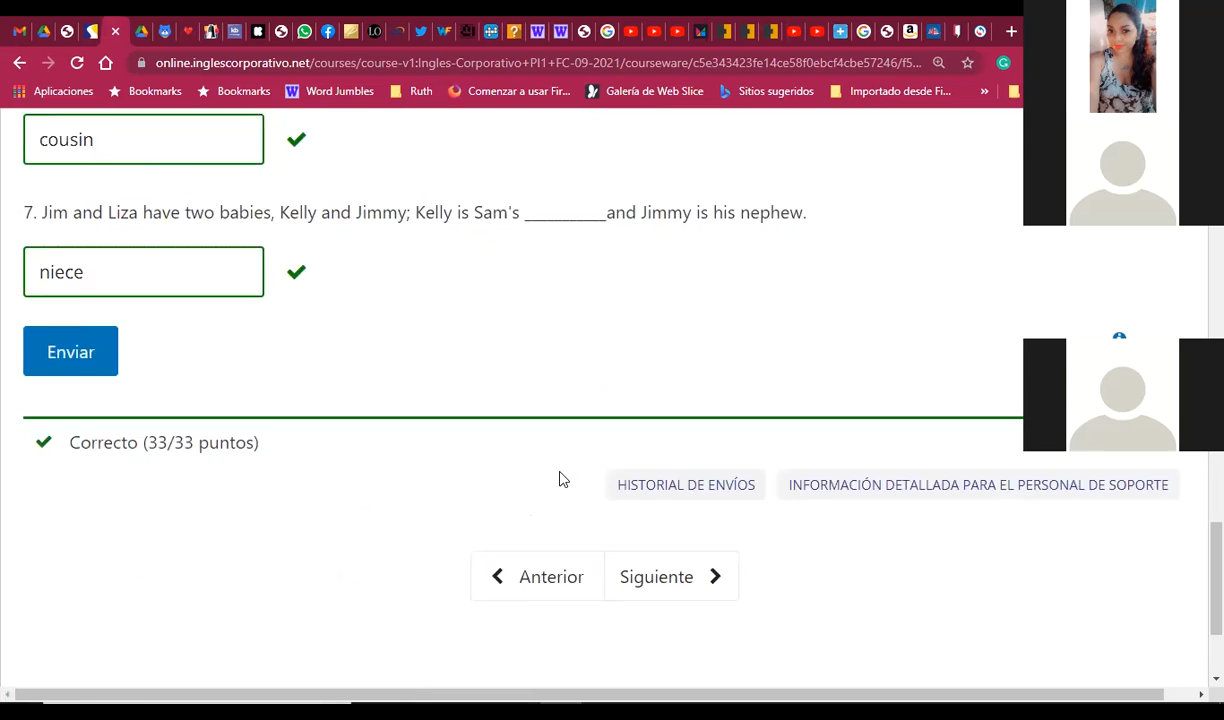 online.inglescorporativo.net/courses/course-v1:Ingles-Corporativo+PI1+FC-09-2021/courseware/c5e343423fe14ce58f0ebcf4cbe57246/f5...
Aplicaciones Bookmarks Bookmarks Word Jumbles Ruth Comenzar a usar Fir... Galería de Web Slice Sitios sugeridos Importado desde Fi... »
cousin
7. Jim and Liza have two babies, Kelly and Jimmy; Kelly is Sam's __________and Jimmy is his nephew.
niece
Enviar
Correcto (33/33 puntos)
HISTORIAL DE ENVÍOS INFORMACIÓN DETALLADA PARA EL PERSONAL DE SOPORTE
Anterior Siguiente